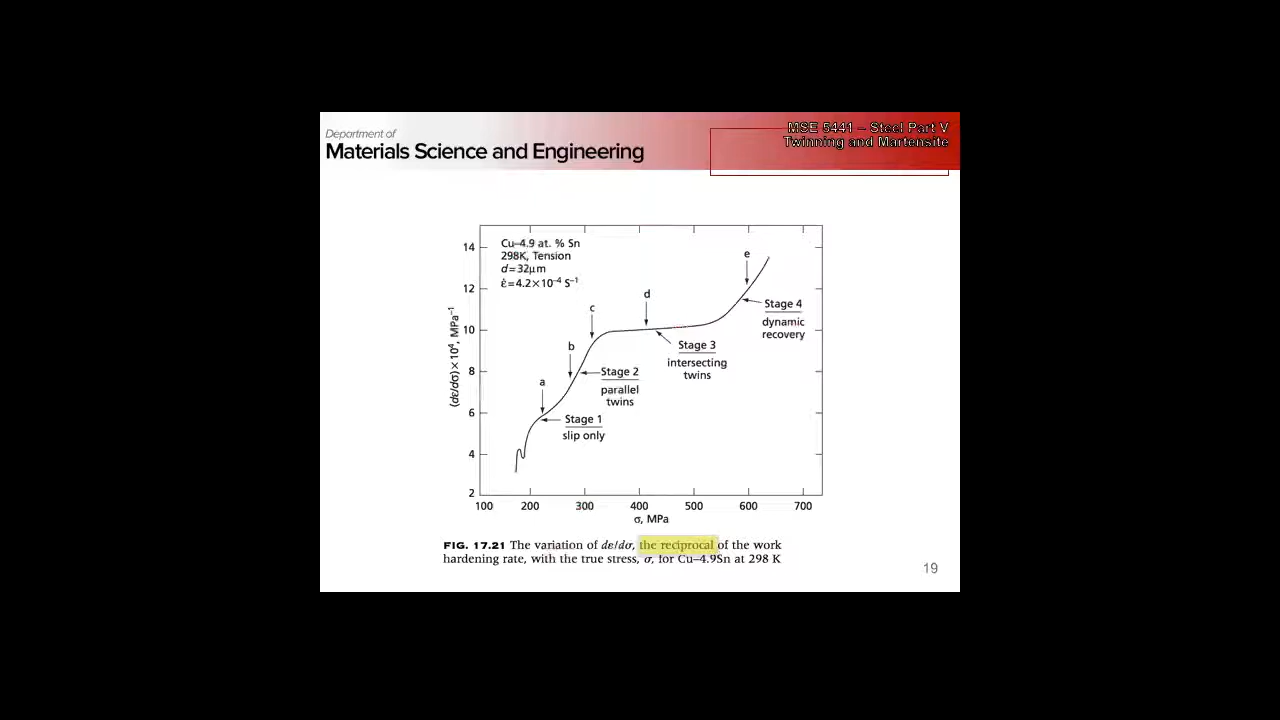 Department of
Materials Science and Engineering
MSE 5441 – Steel Part V
Twinning and Martensite
Cu–4.9 at. % Sn
298K, Tension
d=32μm
ε̇=4.2×10⁻⁴ S⁻¹
14
12
10
8
6
4
2
(dε/dσ)×10⁴, MPa⁻¹
a
b
c
d
e
Stage 1
slip only
Stage 2
parallel
twins
Stage 3
intersecting
twins
Stage 4
dynamic
recovery
100 200 300 400 500 600 700
σ, MPa
FIG. 17.21 The variation of dε/dσ, the reciprocal of the work
hardening rate, with the true stress, σ, for Cu–4.9Sn at 298 K
19